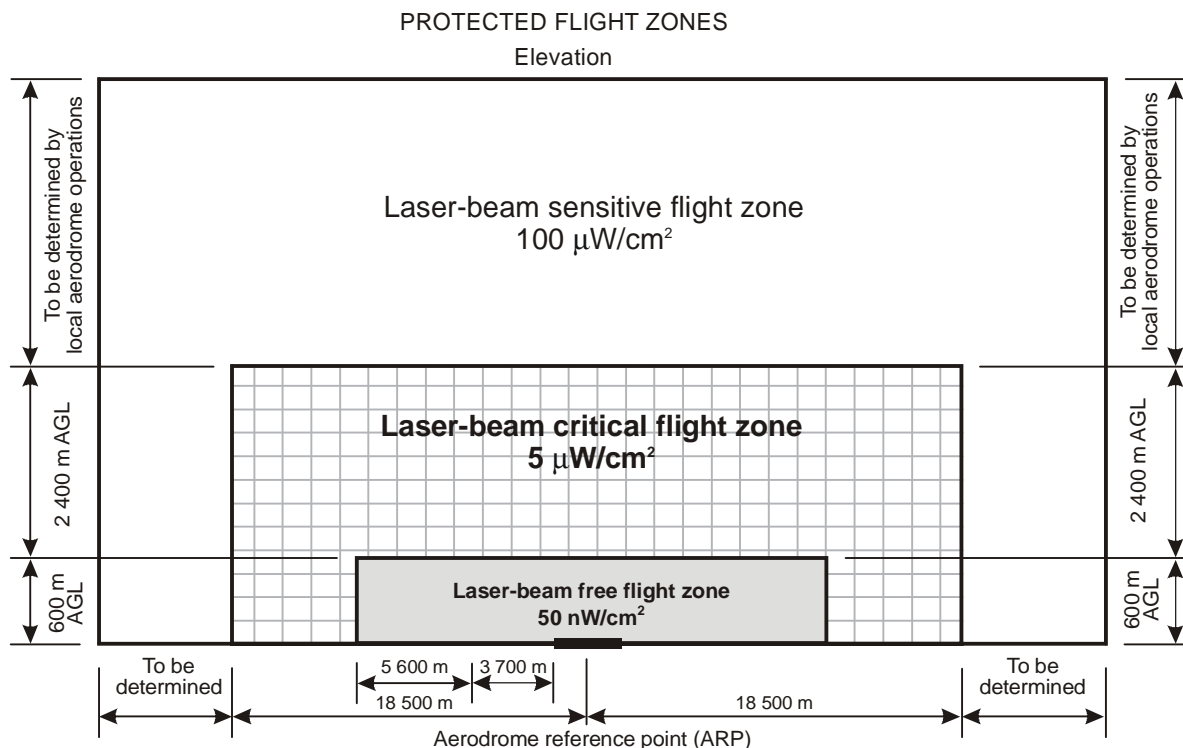 PROTECTED FLIGHT ZONES
Elevation
To be determined by
local aerodrome operations
To be determined by
local aerodrome operations
Laser-beam sensitive flight zone
100 μW/cm²
2 400 m AGL
2 400 m AGL
Laser-beam critical flight zone
5 μW/cm²
600 m
AGL
600 m
AGL
Laser-beam free flight zone
50 nW/cm²
To be
determined
5 600 m
3 700 m
To be
determined
18 500 m
18 500 m
Aerodrome reference point (ARP)